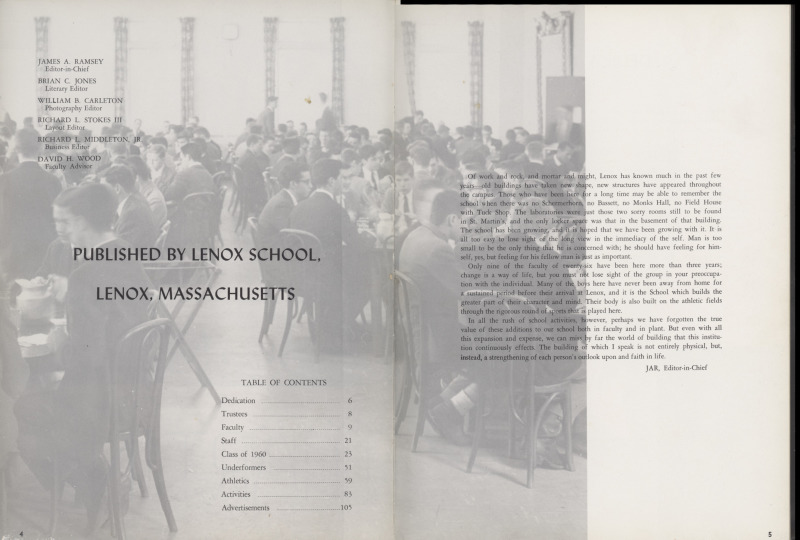 JAMES A. RAMSEY
Editor-in-Chief
BRIAN C. JONES
Literary Editor
WILLIAM B. CARLETON
Photography Editor
RICHARD L. STOKES III
Layout Editor
RICHARD L. MIDDLETON, JR.
Business Editor
DAVID H. WOOD
Faculty Advisor
PUBLISHED BY LENOX SCHOOL,
LENOX, MASSACHUSETTS
TABLE OF CONTENTS
Dedication 6
Trustees 8
Faculty 9
Staff 21
Class of 1960 23
Underformers 51
Athletics 59
Activities 83
Advertisements 105
4
Of work and rock, and mortar and might, Lenox has known much in the past few
years—old buildings have taken new shape, new structures have appeared throughout
the campus. Those who have been here for a long time may be able to remember the
school when there was no Schermerhorn, no Bassett, no Monks Hall, no Field House
with Tuck Shop. The laboratories were just those two sorry rooms still to be found
in St. Martin's, and the only locker space was that in the basement of that building.
The school has been growing, and it is hoped that we have been growing with it. It is
all too easy to lose sight of the long view in the immediacy of the self. Man is too
small to be the only thing that he is concerned with; he should have feeling for him-
self, yes, but feeling for his fellow man is just as important.
Only nine of the faculty of twenty-six have been here more than three years;
change is a way of life, but you must not lose sight of the group in your preoccupa-
tion with the individual. Many of the boys here have never been away from home for
a sustained period before their arrival at Lenox, and it is the School which builds the
greater part of their character and mind. Their body is also built on the athletic fields
through the rigorous round of sports that is played here.
In all the rush of school activities, however, perhaps we have forgotten the true
value of these additions to our school both in faculty and in plant. But even with all
this expansion and expense, we can meet by far the world of building that this institu-
tion continuously effects. The building of which I speak is not entirely physical, but,
instead, a strengthening of each person's outlook upon faith and in life.
JAR, Editor-in-Chief
5